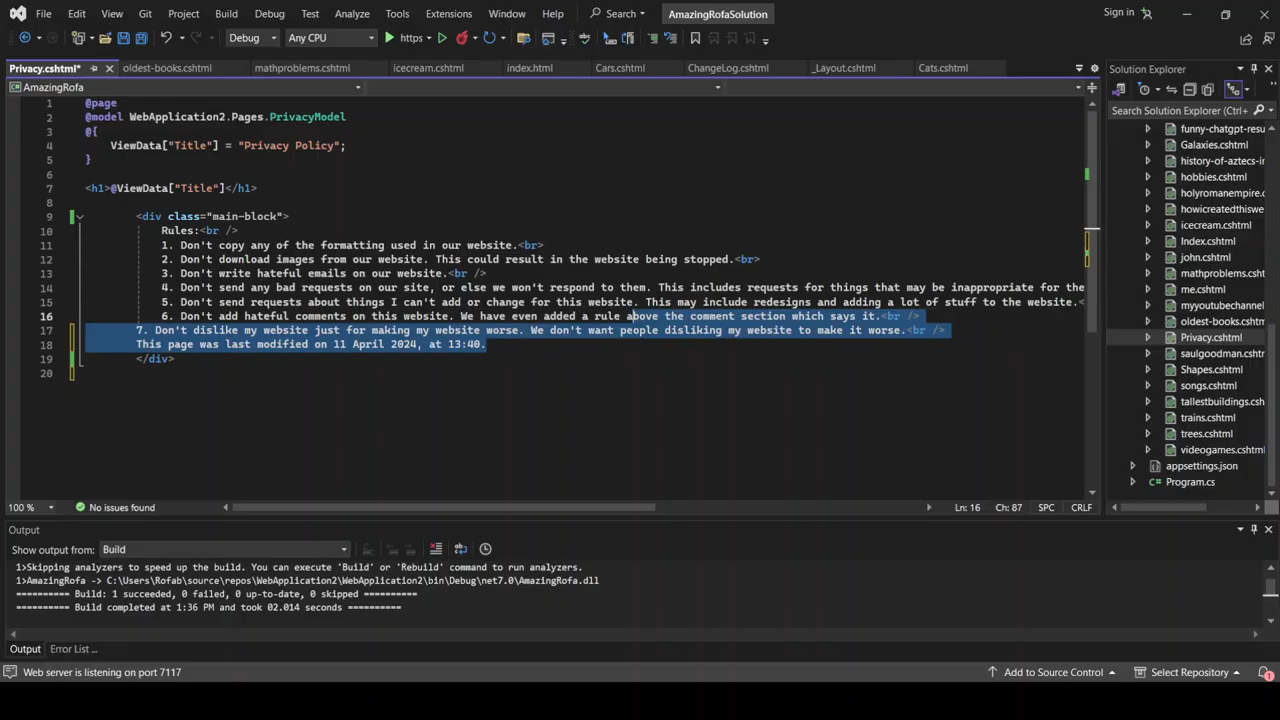 File Edit View Git Project Build Debug Test Analyze Tools Extensions Window Help Search AmazingRofaSolution Sign in
Debug Any CPU https
Privacy.cshtml* oldest-books.cshtml mathproblems.cshtml icecream.cshtml index.html Cars.cshtml ChangeLog.cshtml _Layout.cshtml Cats.cshtml
AmazingRofa
1 @page
2 @model WebApplication2.Pages.PrivacyModel
3 @{
4 ViewData["Title"] = "Privacy Policy";
5 }
6
7 <h1>@ViewData["Title"]</h1>
8
9 <div class="main-block">
10 Rules:<br />
11 1. Don't copy any of the formatting used in our website.<br>
12 2. Don't download images from our website. This could result in the website being stopped.<br>
13 3. Don't write hateful emails on our website.<br />
14 4. Don't send any bad requests on our site, or else we won't respond to them. This includes requests for things that may be inappropriate for the
15 5. Don't send requests about things I can't add or change for this website. This may include redesigns and adding a lot of stuff to the website.<
16 6. Don't add hateful comments on this website. We have even added a rule above the comment section which says it.<br />
17 7. Don't dislike my website just for making my website worse. We don't want people disliking my website to make it worse.<br />
18 This page was last modified on 11 April 2024, at 13:40.
19 </div>
20
100 % No issues found Ln: 16 Ch: 87 SPC CRLF
Solution Explorer
Search Solution Explorer (Ctrl+
funny-chatgpt-resu
Galaxies.cshtml
history-of-aztecs-i
hobbies.cshtml
holyromanempire.c
howicreatedthiswe
icecream.cshtml
Index.cshtml
john.cshtml
mathproblems.cshtml
me.cshtml
myyoutubechannel
oldest-books.cshtml
Privacy.cshtml
saulgoodman.cshtm
Shapes.cshtml
songs.cshtml
tallestbuildings.csh
trains.cshtml
trees.cshtml
videogames.cshtml
appsettings.json
Program.cs
Output
Show output from: Build
1>Skipping analyzers to speed up the build. You can execute 'Build' or 'Rebuild' command to run analyzers.
1>AmazingRofa -> C:\Users\Rofab\source\repos\WebApplication2\WebApplication2\bin\Debug\net7.0\AmazingRofa.dll
========== Build: 1 succeeded, 0 failed, 0 up-to-date, 0 skipped ==========
========== Build completed at 1:36 PM and took 02.014 seconds ==========
Output Error List ...
Web server is listening on port 7117 Add to Source Control Select Repository 1